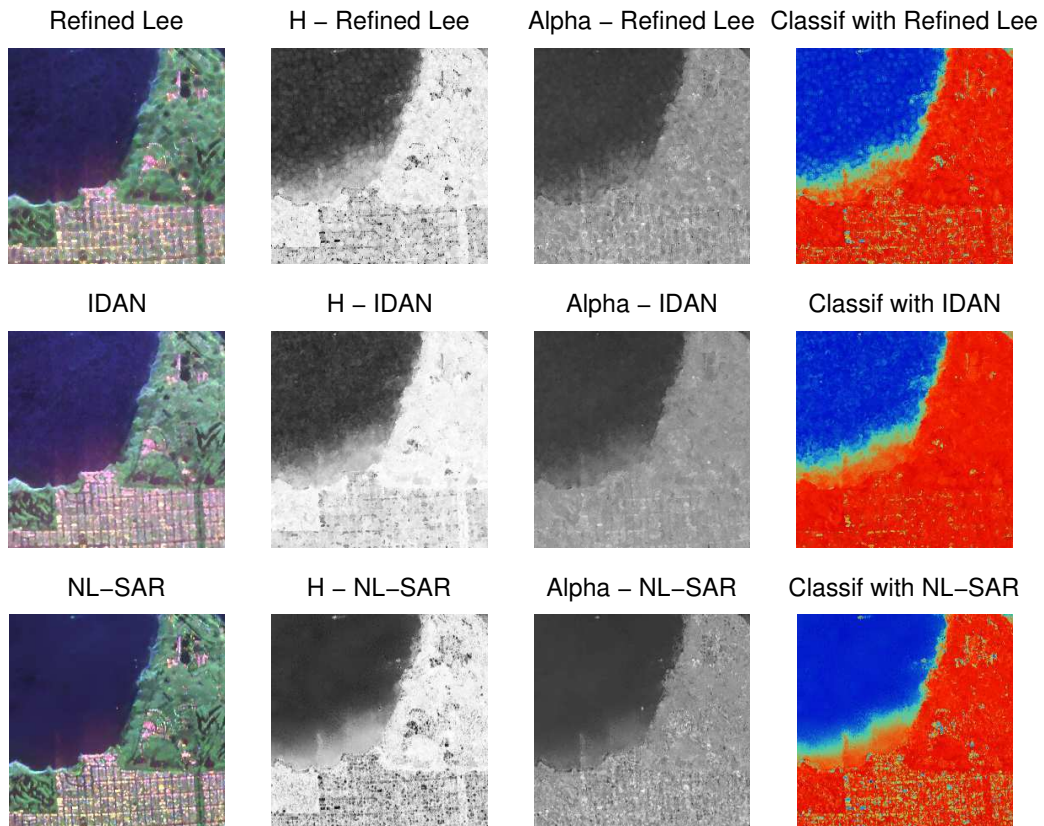 Refined Lee
H − Refined Lee
Alpha − Refined Lee
Classif with Refined Lee
IDAN
H − IDAN
Alpha − IDAN
Classif with IDAN
NL−SAR
H − NL−SAR
Alpha − NL−SAR
Classif with NL−SAR